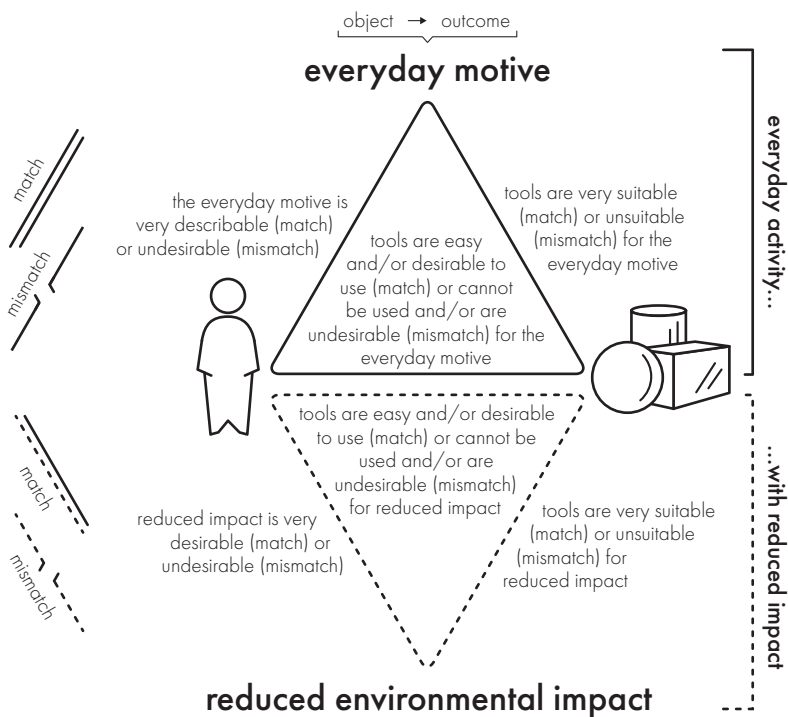 object → outcome
everyday motive
match
mismatch
the everyday motive is
very describable (match)
or undesirable (mismatch)
tools are easy
and/or desirable to
use (match) or cannot
be used and/or are
undesirable (mismatch) for the
everyday motive
tools are very suitable
(match) or unsuitable
(mismatch) for the
everyday motive
everyday activity...
match
mismatch
reduced impact is very
desirable (match) or
undesirable (mismatch)
tools are easy and/or desirable
to use (match) or cannot be
used and/or are
undesirable (mismatch)
for reduced impact
tools are very suitable
(match) or unsuitable
(mismatch) for
reduced impact
...with reduced impact
reduced environmental impact